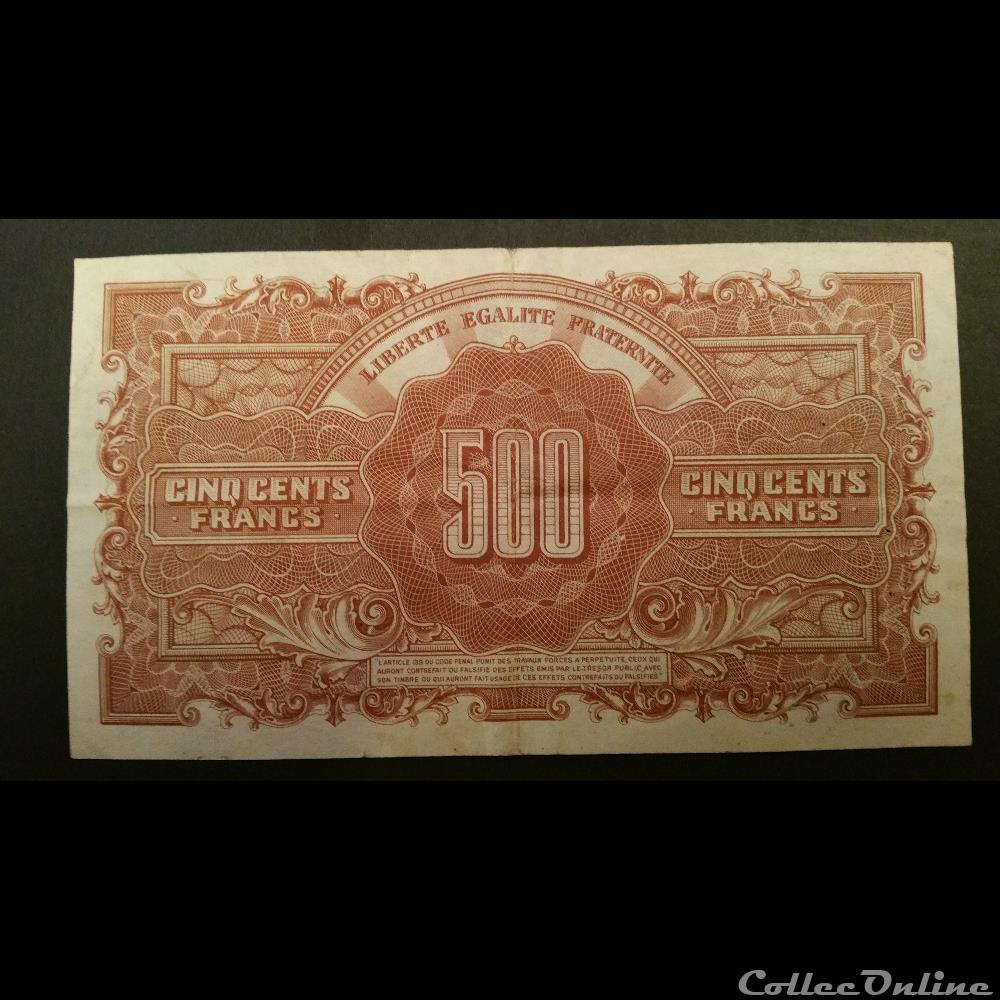 LIBERTE EGALITE FRATERNITE
500
CINQ CENTS
FRANCS
CINQ CENTS
FRANCS
L'ARTICLE 139 DU CODE PENAL PUNIT DES TRAVAUX FORCES A PERPETUITE, CEUX QUI
AURONT CONTREFAIT OU FALSIFIE DES EFFETS EMIS PAR LE TRESOR PUBLIC AVEC
SON TIMBRE OU QUI AURONT FAIT USAGE DE CES EFFETS CONTREFAITS OU FALSIFIES
CollecOnline